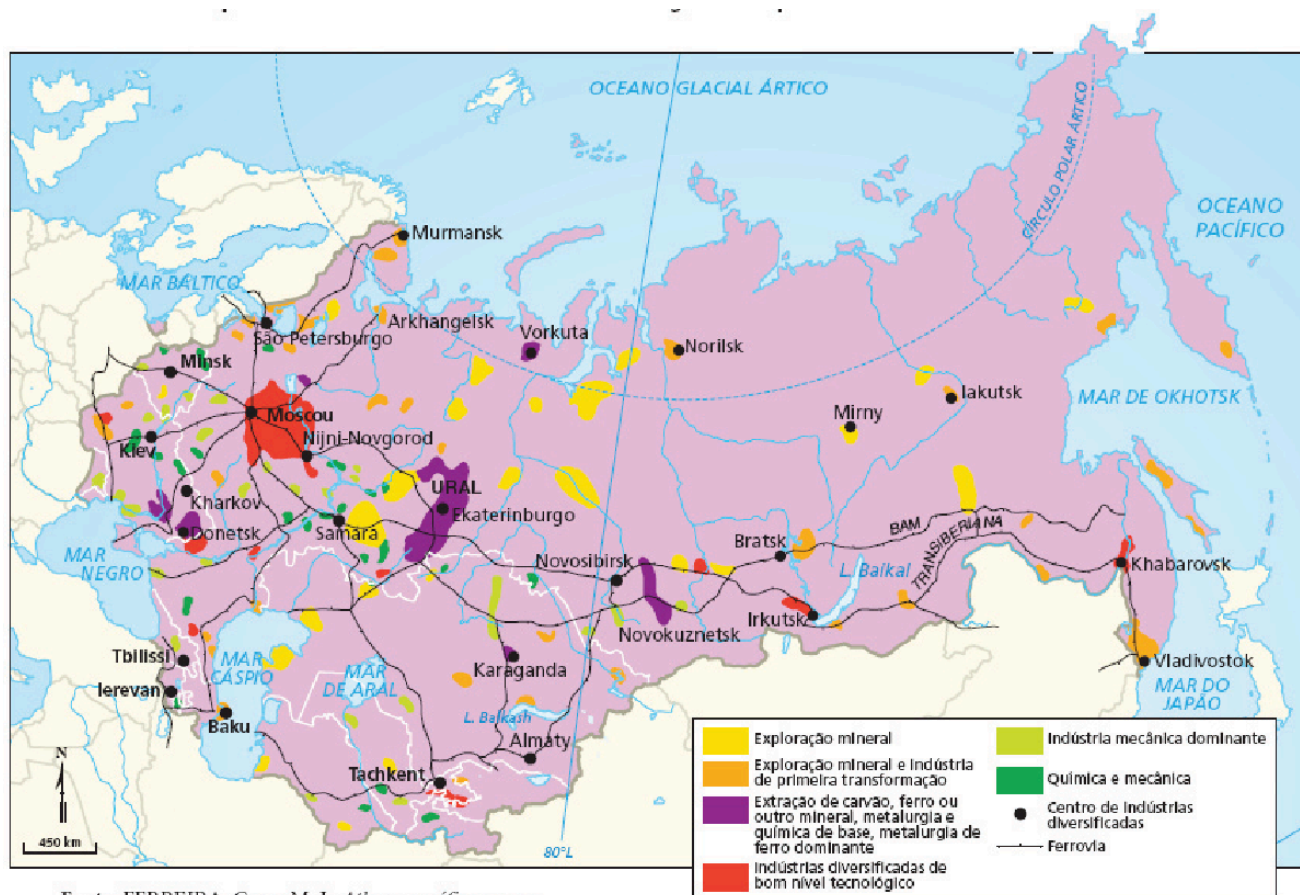 OCEANO GLACIAL ÁRTICO
CÍRCULO POLAR ÁRTICO
OCEANO
PACÍFICO
Murmansk
MAR BÁLTICO
São Petersburgo
Arkhangelsk
Vorkuta
Norilsk
Minsk
Iakutsk
MAR DE OKHOTSK
Mirny
Moscou
Kiev
Nijni-Novgorod
URAL
Kharkov
Ekaterinburgo
Donetsk
Samara
BAM
TRANSIBERIANA
Bratsk
MAR
NEGRO
Novosibirsk
L. Baikal
Khabarovsk
Novokuznetsk
Irkutsk
Tbilissi
MAR
CÁSPIO
Karaganda
Vladivostok
Ierevan
MAR
DE ARAL
MAR DO
JAPÃO
Baku
L. Balkash
Almaty
Tachkent
N
450 km
80°L
Exploração mineral
Exploração mineral e indústria
de primeira transformação
Extração de carvão, ferro ou
outro mineral, metalurgia e
química de base, metalurgia de
ferro dominante
Indústrias diversificadas de
bom nível tecnológico
Indústria mecânica dominante
Química e mecânica
Centro de indústrias
diversificadas
Ferrovia